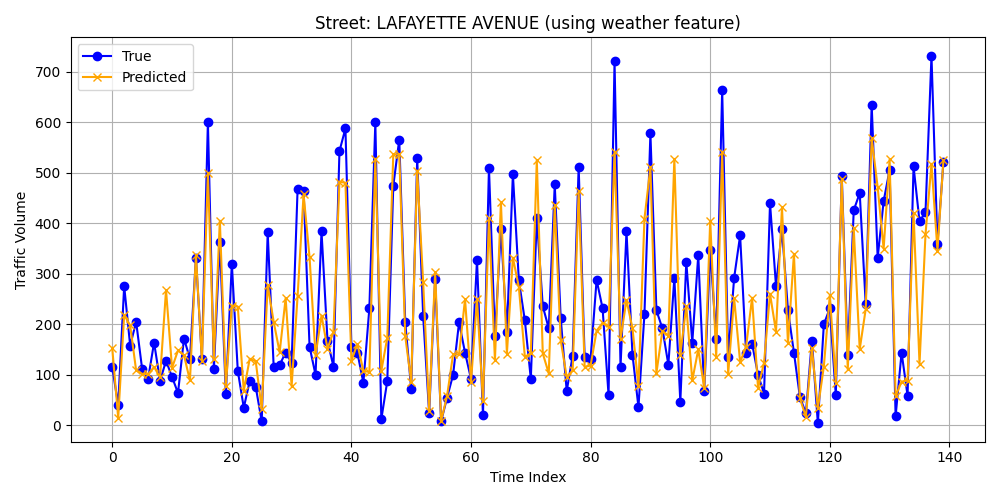 Street: LAFAYETTE AVENUE (using weather feature)
True
Predicted
Traffic Volume
700
600
500
400
300
200
100
0
0 20 40 60 80 100 120 140
Time Index